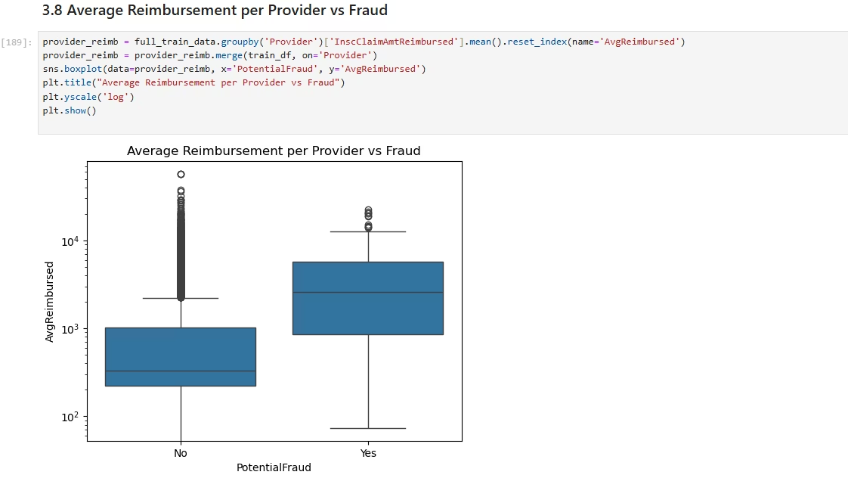 3.8 Average Reimbursement per Provider vs Fraud
[189]:
provider_reimb = full_train_data.groupby('Provider')['InscClaimAmtReimbursed'].mean().reset_index(name='AvgReimbursed')
provider_reimb = provider_reimb.merge(train_df, on='Provider')
sns.boxplot(data=provider_reimb, x='PotentialFraud', y='AvgReimbursed')
plt.title("Average Reimbursement per Provider vs Fraud")
plt.yscale('log')
plt.show()
Average Reimbursement per Provider vs Fraud
10⁴
10³
10²
AvgReimbursed
No Yes
PotentialFraud